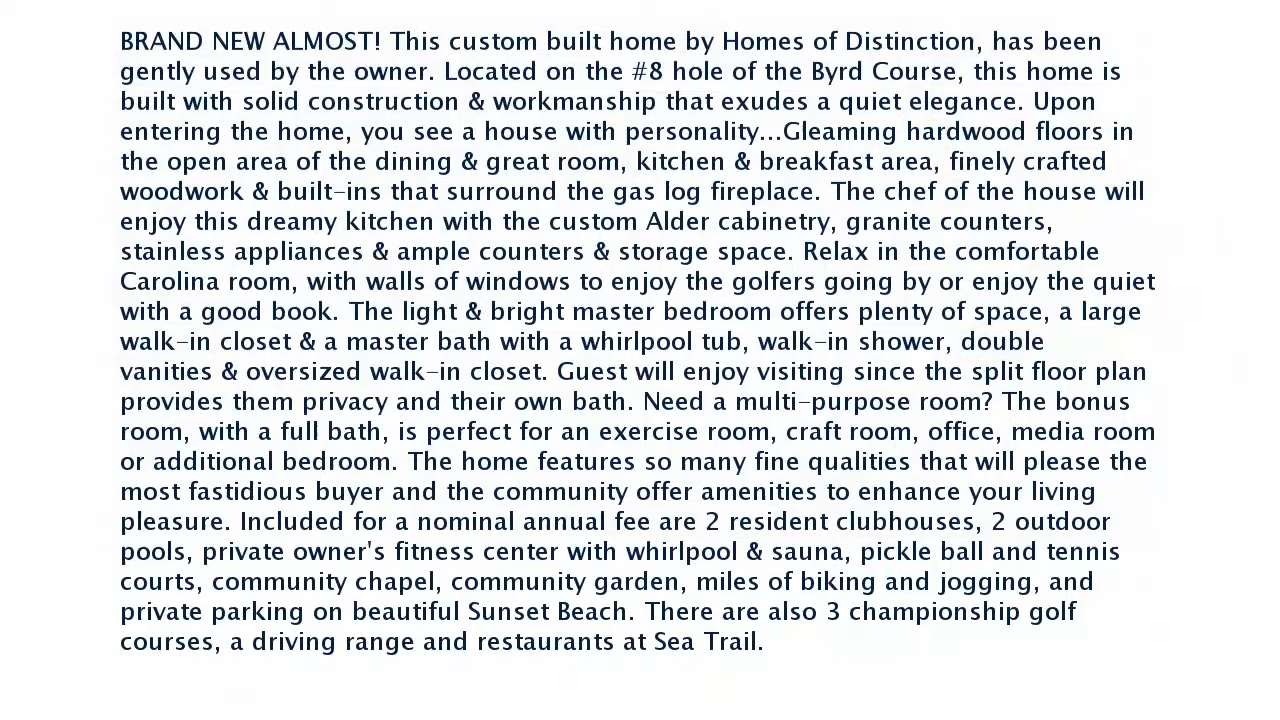 BRAND NEW ALMOST! This custom built home by Homes of Distinction, has been
gently used by the owner. Located on the #8 hole of the Byrd Course, this home is
built with solid construction & workmanship that exudes a quiet elegance. Upon
entering the home, you see a house with personality...Gleaming hardwood floors in
the open area of the dining & great room, kitchen & breakfast area, finely crafted
woodwork & built-ins that surround the gas log fireplace. The chef of the house will
enjoy this dreamy kitchen with the custom Alder cabinetry, granite counters,
stainless appliances & ample counters & storage space. Relax in the comfortable
Carolina room, with walls of windows to enjoy the golfers going by or enjoy the quiet
with a good book. The light & bright master bedroom offers plenty of space, a large
walk-in closet & a master bath with a whirlpool tub, walk-in shower, double
vanities & oversized walk-in closet. Guest will enjoy visiting since the split floor plan
provides them privacy and their own bath. Need a multi-purpose room? The bonus
room, with a full bath, is perfect for an exercise room, craft room, office, media room
or additional bedroom. The home features so many fine qualities that will please the
most fastidious buyer and the community offer amenities to enhance your living
pleasure. Included for a nominal annual fee are 2 resident clubhouses, 2 outdoor
pools, private owner's fitness center with whirlpool & sauna, pickle ball and tennis
courts, community chapel, community garden, miles of biking and jogging, and
private parking on beautiful Sunset Beach. There are also 3 championship golf
courses, a driving range and restaurants at Sea Trail.